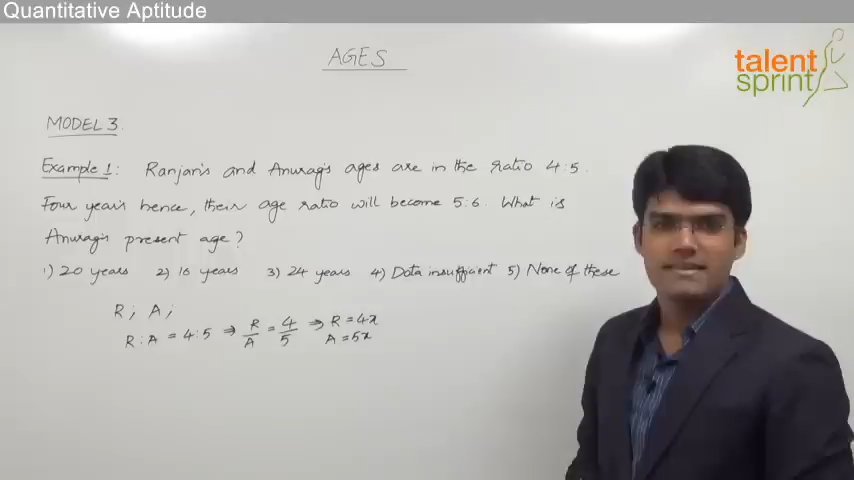 Quantitative Aptitude
AGES
talent
sprint
MODEL 3.
Example 1: Ranjan's and Anurag's ages are in the ratio 4:5.
Four years hence, their age ratio will become 5:6. What is
Anurag's present age?
1) 20 years 2) 16 years 3) 24 years 4) Data insufficient 5) None of these
R; A;
R:A = 4:5 ⇒ R/A = 4/5 ⇒ R = 4x
A = 5x